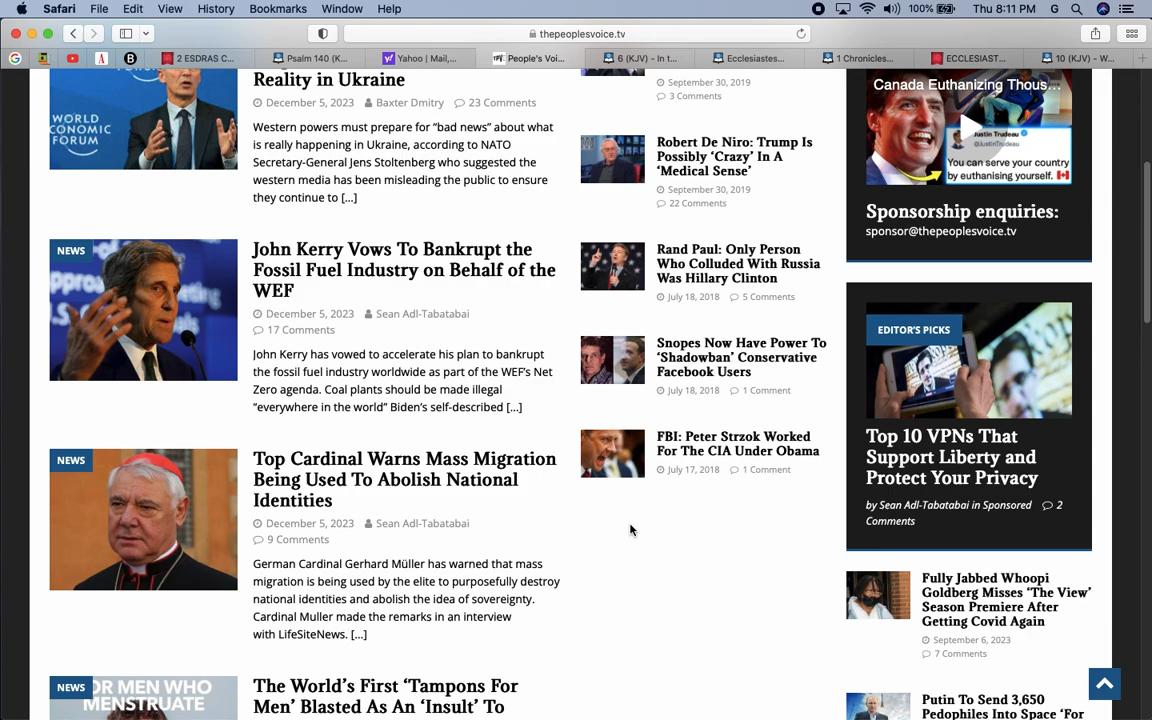 Safari File Edit View History Bookmarks Window Help 100% Thu 8:11 PM G
thepeoplesvoice.tv
2 ESDRAS C... Psalm 140 (K... Yahoo | Mail,... People's Voi... 6 (KJV) - In t... Ecclesiastes... 1 Chronicles... ECCLESIAST... 10 (KJV) - W...
WORLD
ECONOMIC
FORUM
Reality in Ukraine
December 5, 2023 Baxter Dmitry 23 Comments
Western powers must prepare for “bad news” about what
is really happening in Ukraine, according to NATO
Secretary-General Jens Stoltenberg who suggested the
western media has been misleading the public to ensure
they continue to [...]
NEWS
John Kerry Vows To Bankrupt the
Fossil Fuel Industry on Behalf of the
WEF
December 5, 2023 Sean Adl-Tabatabai
17 Comments
John Kerry has vowed to accelerate his plan to bankrupt
the fossil fuel industry worldwide as part of the WEF’s Net
Zero agenda. Coal plants should be made illegal
“everywhere in the world” Biden’s self-described [...]
NEWS
Top Cardinal Warns Mass Migration
Being Used To Abolish National
Identities
December 5, 2023 Sean Adl-Tabatabai
9 Comments
German Cardinal Gerhard Müller has warned that mass
migration is being used by the elite to purposefully destroy
national identities and abolish the idea of sovereignty.
Cardinal Muller made the remarks in an interview
with LifeSiteNews. [...]
NEWS
OR MEN WHO
MENSTRUATE
The World’s First ‘Tampons For
Men’ Blasted As An ‘Insult’ To
September 30, 2019
3 Comments
Robert De Niro: Trump Is
Possibly ‘Crazy’ In A
‘Medical Sense’
September 30, 2019
22 Comments
Rand Paul: Only Person
Who Colluded With Russia
Was Hillary Clinton
July 18, 2018 5 Comments
Snopes Now Have Power To
‘Shadowban’ Conservative
Facebook Users
July 18, 2018 1 Comment
FBI: Peter Strzok Worked
For The CIA Under Obama
July 17, 2018 1 Comment
Canada Euthanizing Thous...
Justin Trudeau
@JustinTrudeau
You can serve your country
by euthanising yourself.
Sponsorship enquiries:
sponsor@thepeoplesvoice.tv
EDITOR’S PICKS
Top 10 VPNs That
Support Liberty and
Protect Your Privacy
by Sean Adl-Tabatabai in Sponsored 2
Comments
Fully Jabbed Whoopi
Goldberg Misses ‘The View’
Season Premiere After
Getting Covid Again
September 6, 2023
7 Comments
Putin To Send 3,650
Pedophiles Into Space ‘For